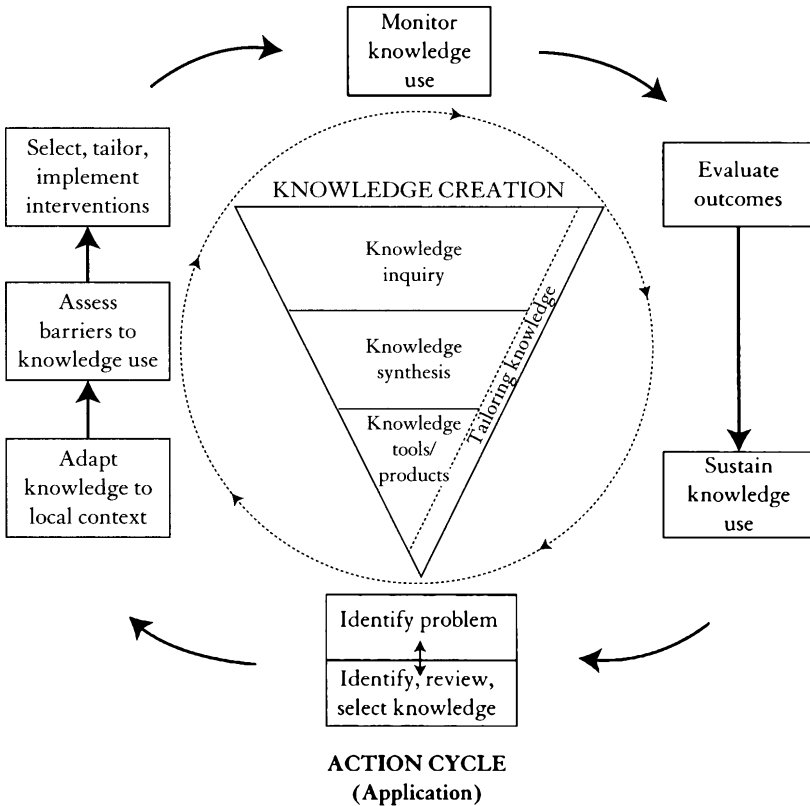 Monitor
knowledge
use
Select, tailor,
implement
interventions
Evaluate
outcomes
KNOWLEDGE CREATION
Knowledge
inquiry
Assess
barriers to
knowledge use
Knowledge
synthesis
Tailoring knowledge
Knowledge
tools/
products
Adapt
knowledge to
local context
Sustain
knowledge
use
Identify problem
Identify, review,
select knowledge
ACTION CYCLE
(Application)